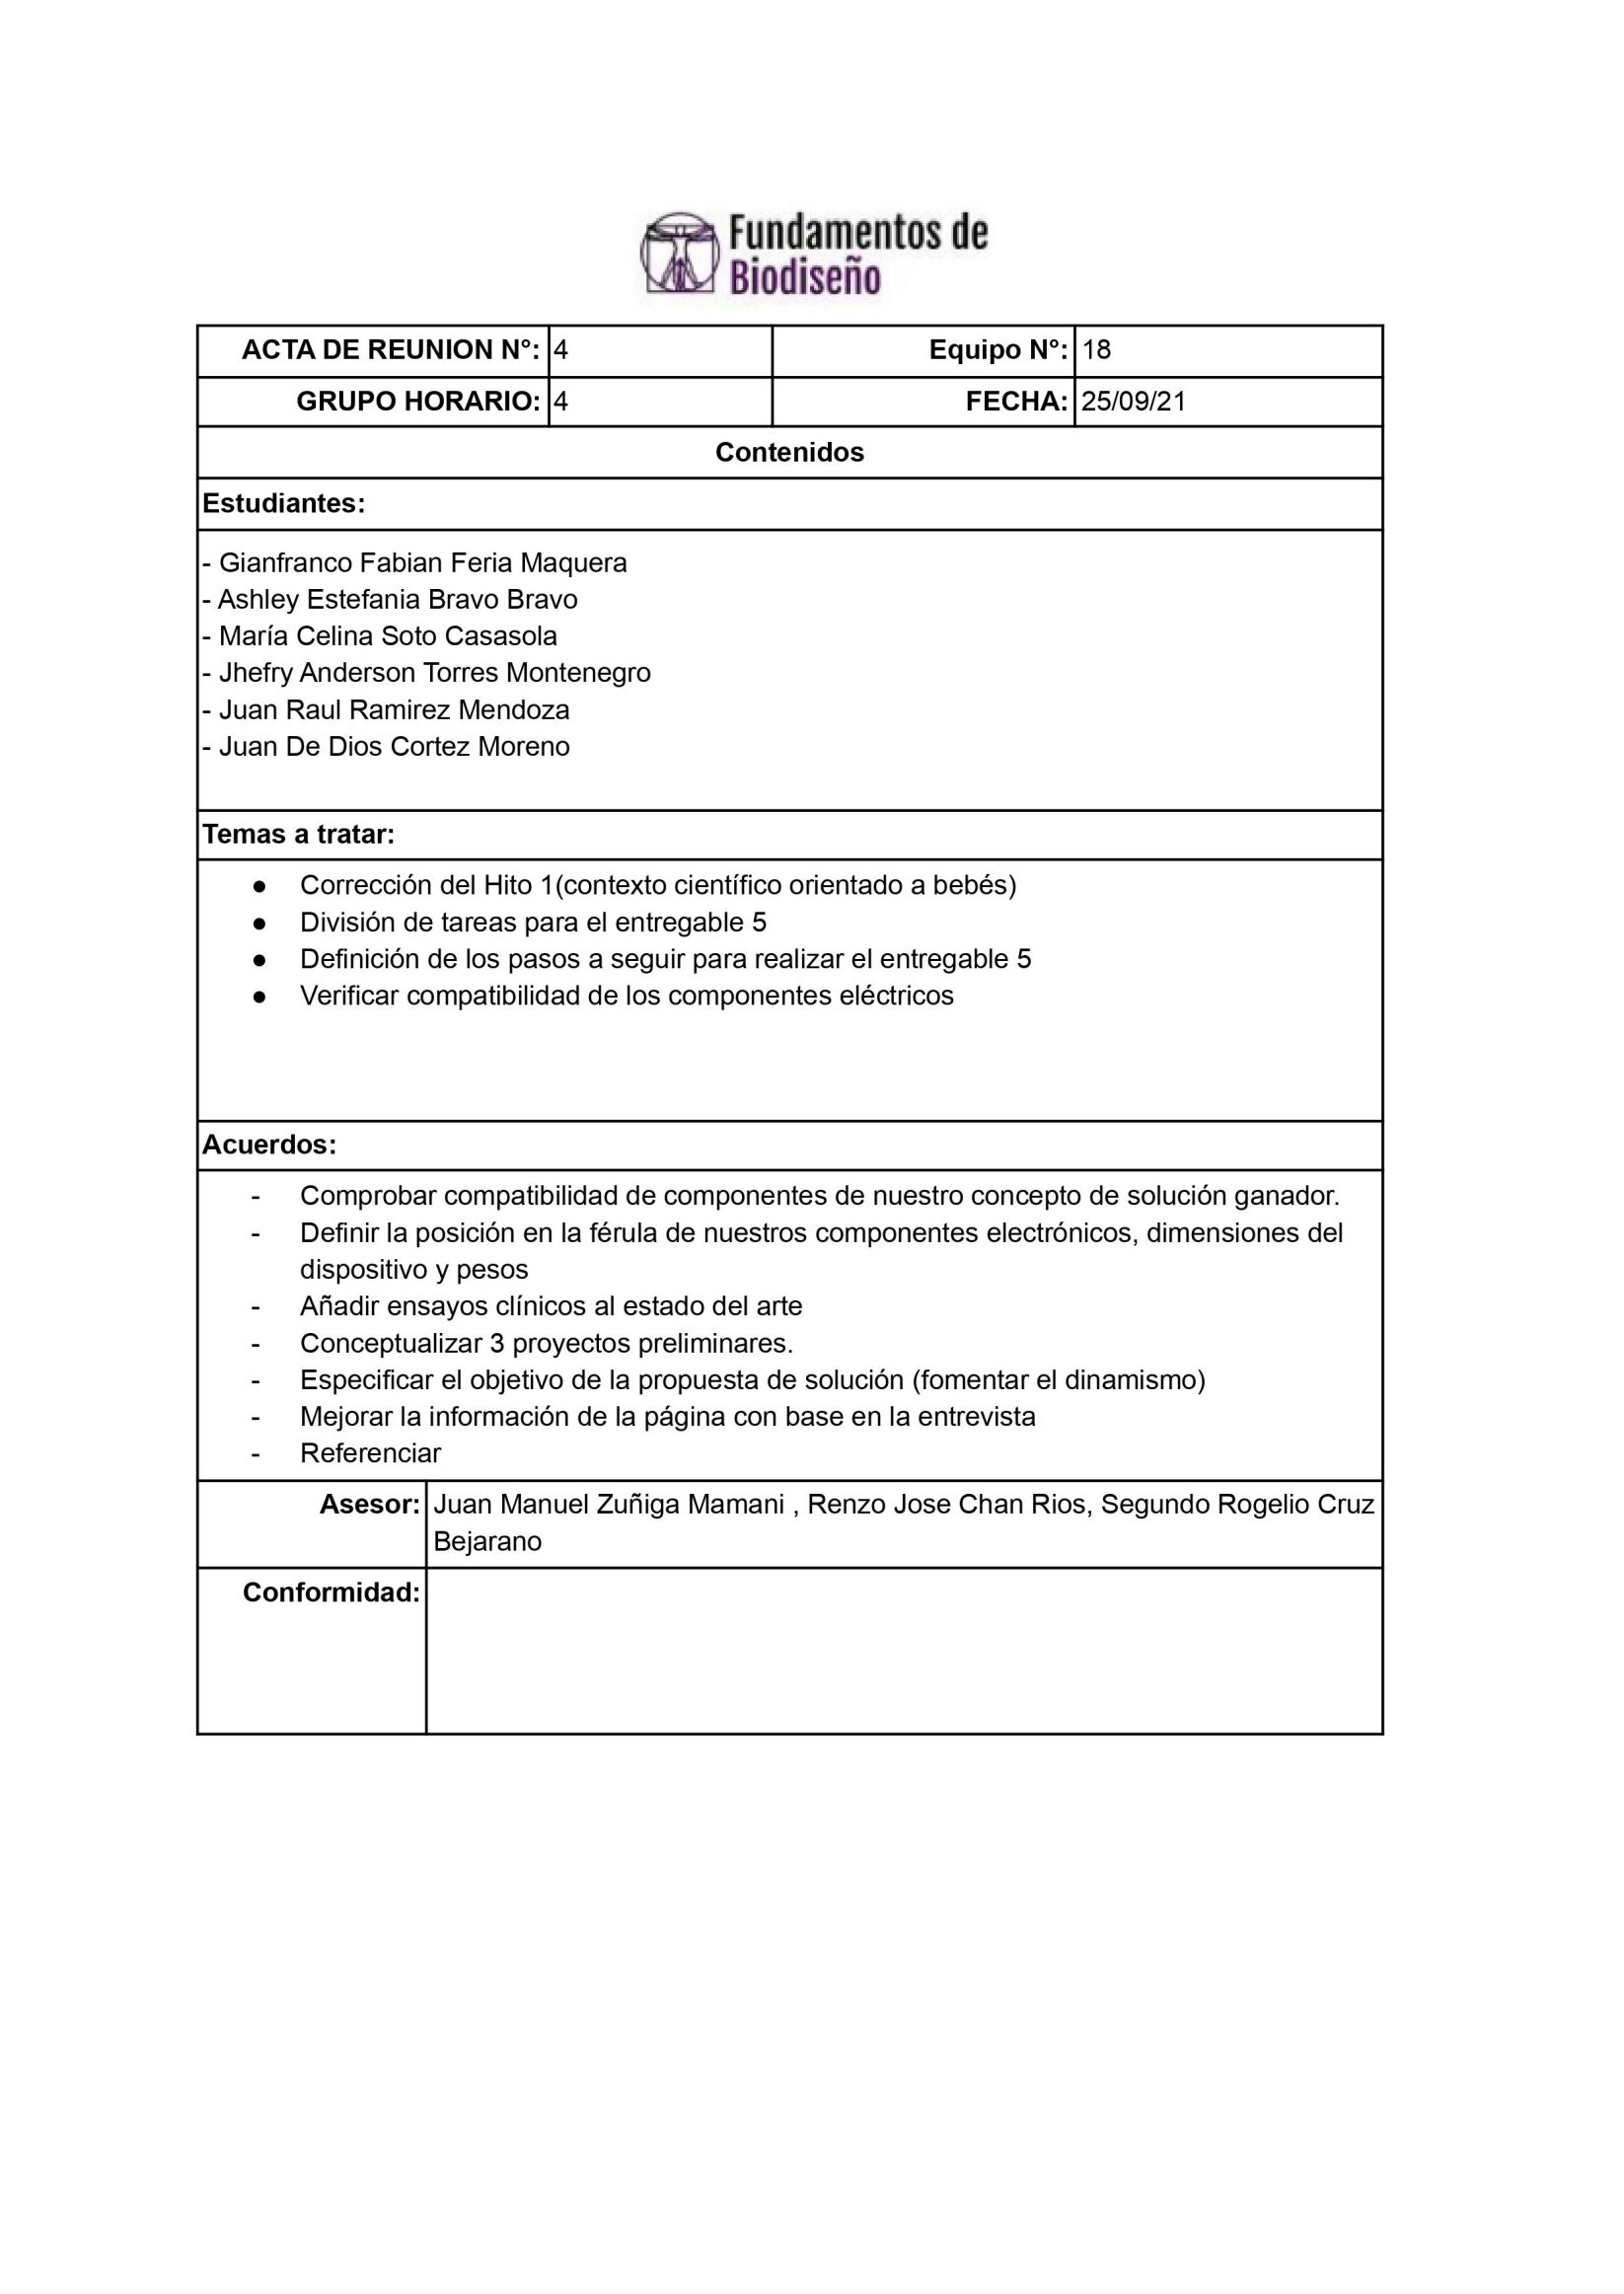 Fundamentos de
Biodiseño
ACTA DE REUNION N°: 4 Equipo N°: 18
GRUPO HORARIO: 4 FECHA: 25/09/21
Contenidos
Estudiantes:
- Gianfranco Fabian Feria Maquera
- Ashley Estefania Bravo Bravo
- María Celina Soto Casasola
- Jhefry Anderson Torres Montenegro
- Juan Raul Ramirez Mendoza
- Juan De Dios Cortez Moreno
Temas a tratar:
● Corrección del Hito 1(contexto científico orientado a bebés)
● División de tareas para el entregable 5
● Definición de los pasos a seguir para realizar el entregable 5
● Verificar compatibilidad de los componentes eléctricos
Acuerdos:
- Comprobar compatibilidad de componentes de nuestro concepto de solución ganador.
- Definir la posición en la férula de nuestros componentes electrónicos, dimensiones del
dispositivo y pesos
- Añadir ensayos clínicos al estado del arte
- Conceptualizar 3 proyectos preliminares.
- Especificar el objetivo de la propuesta de solución (fomentar el dinamismo)
- Mejorar la información de la página con base en la entrevista
- Referenciar
Asesor: Juan Manuel Zuñiga Mamani , Renzo Jose Chan Rios, Segundo Rogelio Cruz
Bejarano
Conformidad: